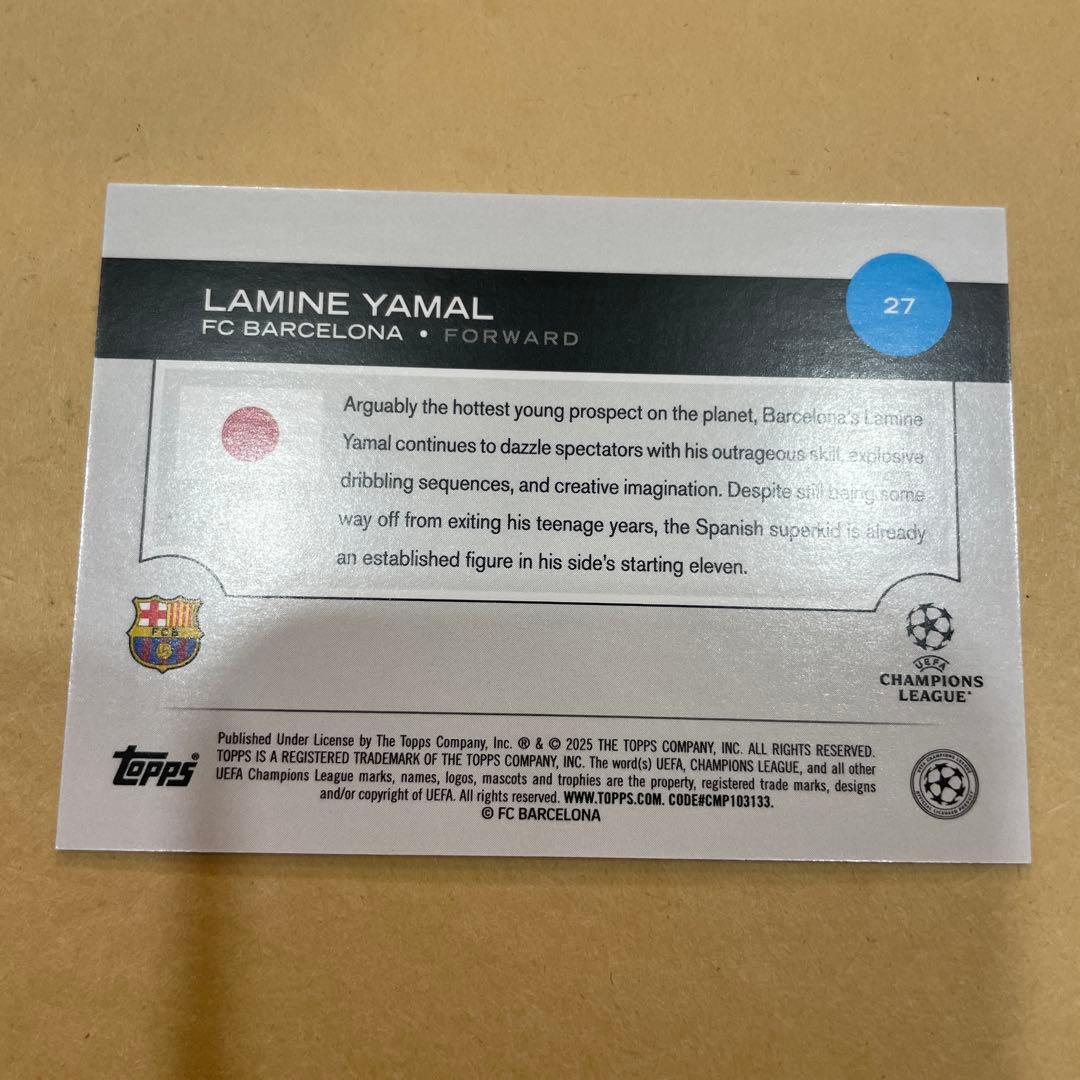 LAMINE YAMAL
FC BARCELONA • FORWARD
27
Arguably the hottest young prospect on the planet, Barcelona's Lamine
Yamal continues to dazzle spectators with his outrageous skill, explosive
dribbling sequences, and creative imagination. Despite still being some
way off from exiting his teenage years, the Spanish superkid is already
an established figure in his side's starting eleven.
FCB
UEFA
CHAMPIONS
LEAGUE®
Topps®
Published Under License by The Topps Company, Inc. ® & © 2025 THE TOPPS COMPANY, INC. ALL RIGHTS RESERVED.
TOPPS IS A REGISTERED TRADEMARK OF THE TOPPS COMPANY, INC. The word(s) UEFA, CHAMPIONS LEAGUE, and all other
UEFA Champions League marks, names, logos, mascots and trophies are the property, registered trade marks, designs
and/or copyright of UEFA. All rights reserved. WWW.TOPPS.COM. CODE#CMP103133.
© FC BARCELONA